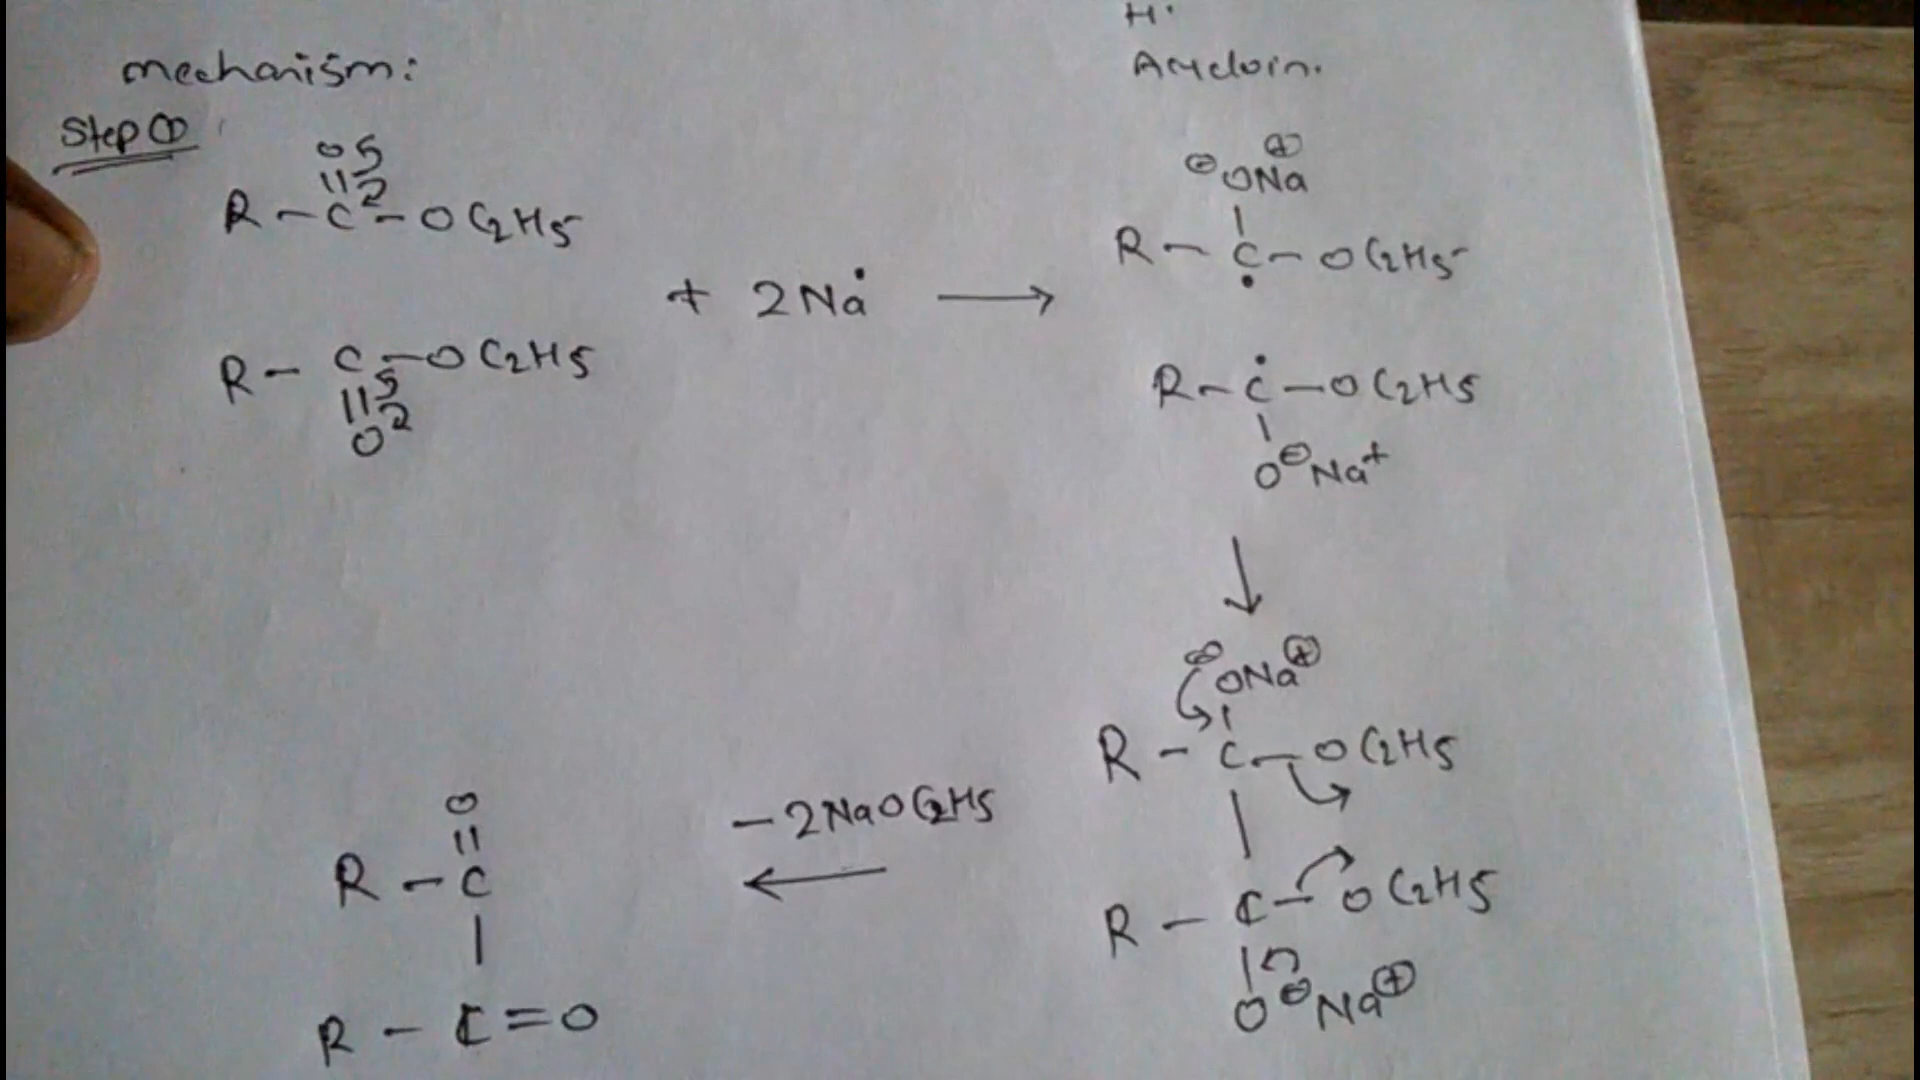 H.
Acyloin.
mechanism:
Step ①
O
||
R - C - OC2H5
+ 2Na• ⟶
R - C - OC2H5
||
O
⊖ONa⊕
|
R - C - OC2H5
•
•
R - C - OC2H5
|
O⊖Na+
↓
⊖ONa⊕
|
R - C - OC2H5
|
R - C - OC2H5
|
O⊖Na⊕
- 2NaOC2H5
⟵
O
||
R - C
|
R - C = O